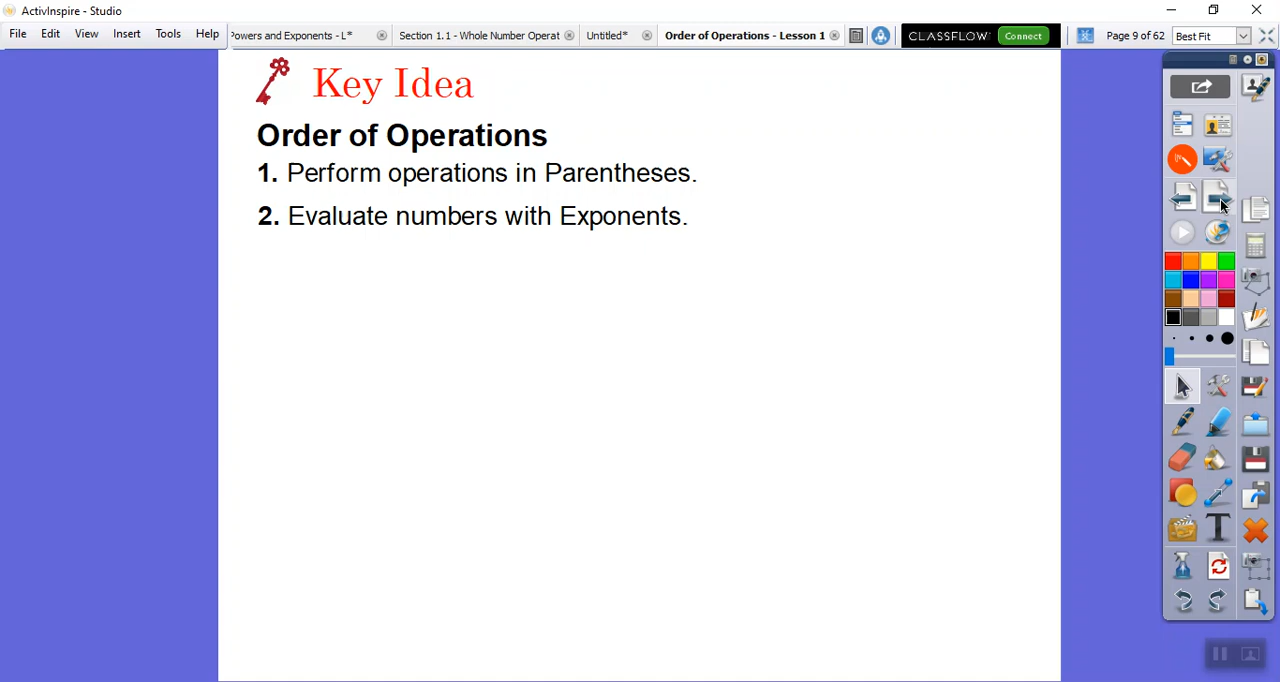 ActivInspire - Studio
File Edit View Tools Insert Help
Powers and Exponents - L* Section 1.1 - Whole Number Operat Untitled* Order of Operations - Lesson 1 CLASSFLOW Connect Page 9 of 62 Best Fit
Key Idea
Order of Operations
1. Perform operations in Parentheses.
2. Evaluate numbers with Exponents.